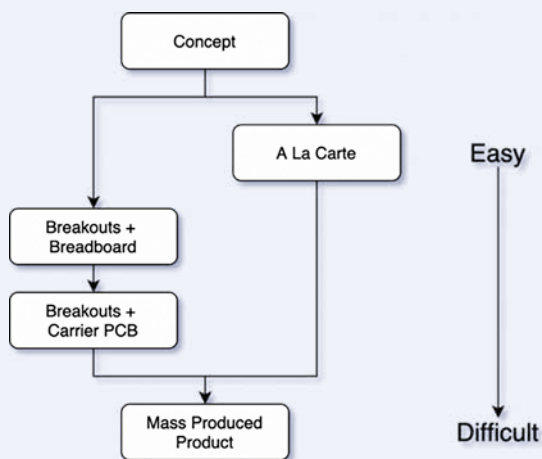 Concept
A La Carte
Easy
Breakouts +
Breadboard
Breakouts +
Carrier PCB
Mass Produced
Product
Difficult